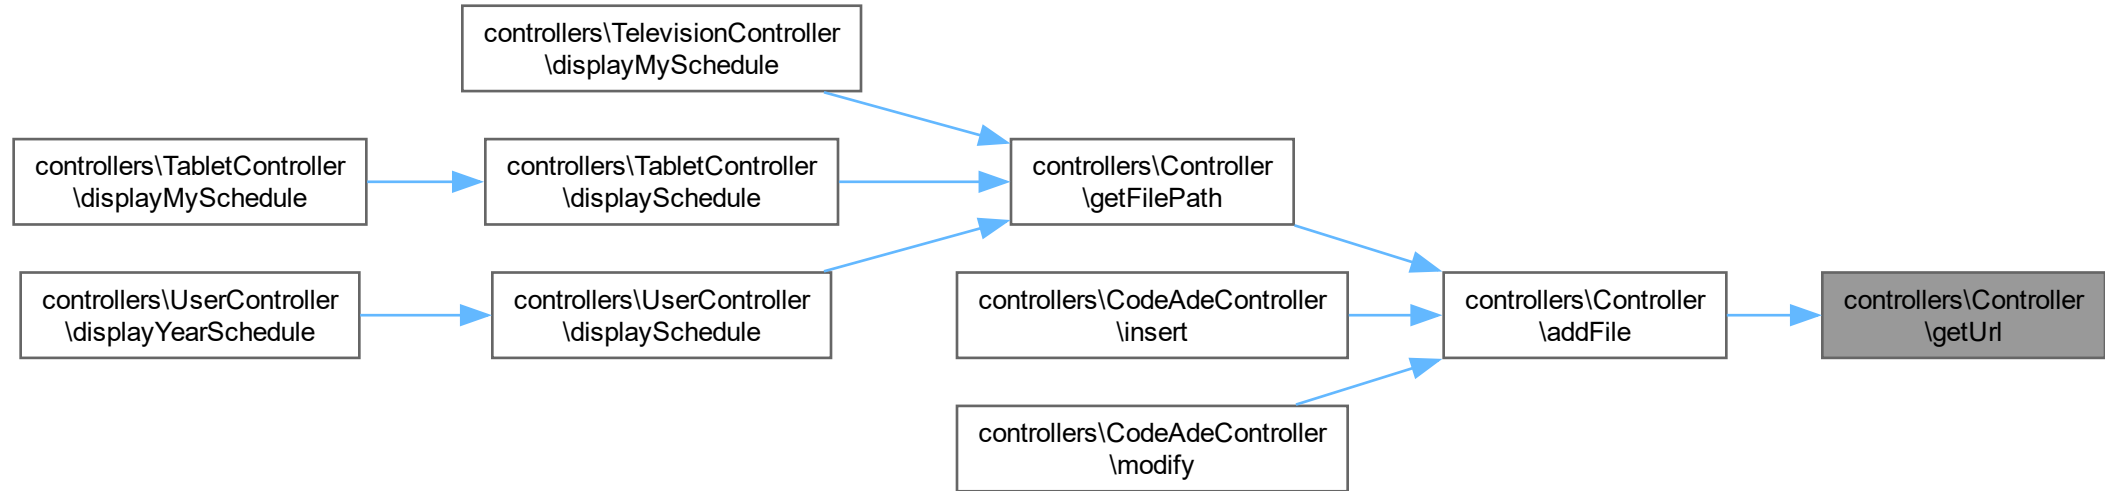 controllers\TelevisionController
\displayMySchedule
controllers\TabletController
\displayMySchedule
controllers\TabletController
\displaySchedule
controllers\Controller
\getFilePath
controllers\UserController
\displayYearSchedule
controllers\UserController
\displaySchedule
controllers\CodeAdeController
\insert
controllers\Controller
\addFile
controllers\Controller
\getUrl
controllers\CodeAdeController
\modify